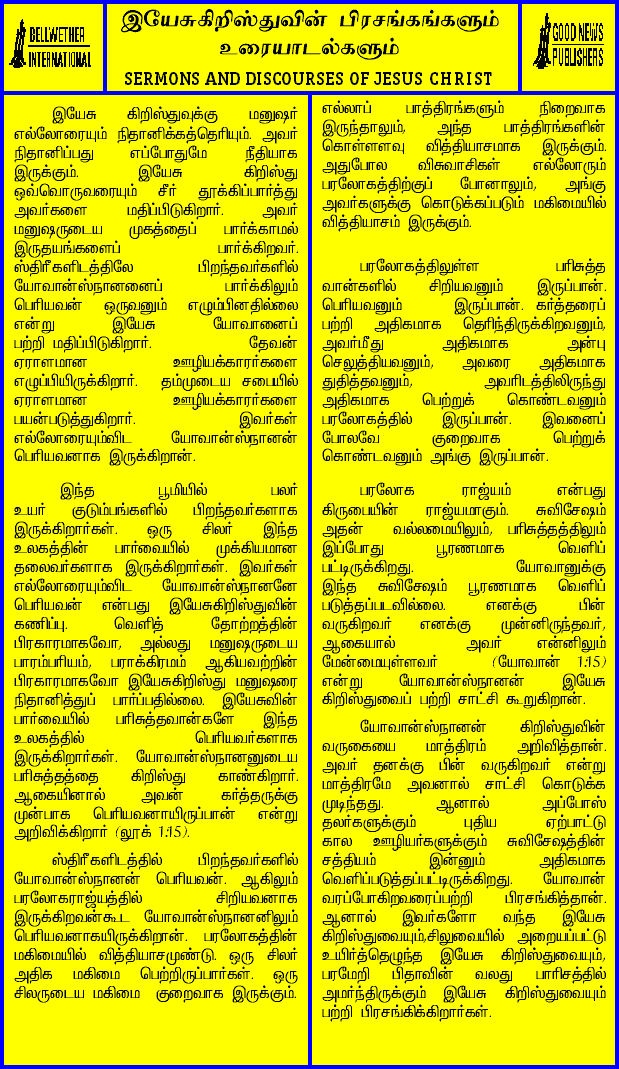 BELLWETHER
INTERNATIONAL
இயேசுகிறிஸ்துவின் பிரசங்கங்களும்
உரையாடல்களும்
SERMONS AND DISCOURSES OF JESUS CHRIST
GOOD NEWS
PUBLISHERS
இயேசு கிறிஸ்துவுக்கு மனுஷர்
எல்லோரையும் நிதானிக்கத்தெரியும். அவர்
நிதானிப்பது எப்போதுமே நீதியாக
இருக்கும். இயேசு கிறிஸ்து
ஒவ்வொருவரையும் சீர் தூக்கிப்பார்த்து
அவர்களை மதிப்பிடுகிறார். அவர்
மனுஷருடைய முகத்தைப் பார்க்காமல்
இருதயங்களைப் பார்க்கிறவர்.
ஸ்திரீகளிடத்திலே பிறந்தவர்களில்
யோவான்ஸ்நானனைப் பார்க்கிலும்
பெரியவன் ஒருவனும் எழும்பினதில்லை
என்று இயேசு யோவானைப்
பற்றி மதிப்பிடுகிறார். தேவன்
ஏராளமான ஊழியக்காரர்களை
எழுப்பியிருக்கிறார். தம்முடைய சபையில்
ஏராளமான ஊழியக்காரர்களை
பயன்படுத்துகிறார். இவர்கள்
எல்லோரையும்விட யோவான்ஸ்நானன்
பெரியவனாக இருக்கிறான்.
இந்த பூமியில் பலர்
உயர் குடும்பங்களில் பிறந்தவர்களாக
இருக்கிறார்கள். ஒரு சிலர் இந்த
உலகத்தின் பார்வையில் முக்கியமான
தலைவர்களாக இருக்கிறார்கள். இவர்கள்
எல்லோரையும்விட யோவான்ஸ்நானனே
பெரியவன் என்பது இயேசுகிறிஸ்துவின்
கணிப்பு. வெளித் தோற்றத்தின்
பிரகாரமாகவோ, அல்லது மனுஷருடைய
பாரம்பரியம், பராக்கிரமம் ஆகியவற்றின்
பிரகாரமாகவோ இயேசுகிறிஸ்து மனுஷரை
நிதானித்துப் பார்ப்பதில்லை. இயேசுவின்
பார்வையில் பரிசுத்தவான்களே இந்த
உலகத்தில் பெரியவர்களாக
இருக்கிறார்கள். யோவான்ஸ்நானனுடைய
பரிசுத்தத்தை கிறிஸ்து காண்கிறார்.
ஆகையினால் அவன் கர்த்தருக்கு
முன்பாக பெரியவனாயிருப்பான் என்று
அறிவிக்கிறார் (லூக் 1:15).
ஸ்திரீகளிடத்தில் பிறந்தவர்களில்
யோவான்ஸ்நானன் பெரியவன். ஆகிலும்
பரலோகராஜ்யத்தில் சிறியவனாக
இருக்கிறவன்கூட யோவான்ஸ்நானனிலும்
பெரியவனாகயிருக்கிறான். பரலோகத்தின்
மகிமையில் வித்தியாசமுண்டு. ஒரு சிலர்
அதிக மகிமை பெற்றிருப்பார்கள். ஒரு
சிலருடைய மகிமை குறைவாக இருக்கும்.
எல்லாப் பாத்திரங்களும் நிறைவாக
இருந்தாலும், அந்த பாத்திரங்களின்
கொள்ளளவு வித்தியாசமாக இருக்கும்.
அதுபோல விசுவாசிகள் எல்லோரும்
பரலோகத்திற்குப் போனாலும், அங்கு
அவர்களுக்கு கொடுக்கப்படும் மகிமையில்
வித்தியாசம் இருக்கும்.
பரலோகத்திலுள்ள பரிசுத்த
வான்களில் சிறியவனும் இருப்பான்.
பெரியவனும் இருப்பான். கர்த்தரைப்
பற்றி அதிகமாக தெரிந்திருக்கிறவனும்,
அவர்மீது அதிகமாக அன்பு
செலுத்தியவனும், அவரை அதிகமாக
துதித்தவனும், அவரிடத்திலிருந்து
அதிகமாக பெற்றுக் கொண்டவனும்
பரலோகத்தில் இருப்பான். இவனைப்
போலவே குறைவாக பெற்றுக்
கொண்டவனும் அங்கு இருப்பான்.
பரலோக ராஜ்யம் என்பது
கிருபையின் ராஜ்யமாகும். சுவிசேஷம்
அதன் வல்லமையிலும், பரிசுத்தத்திலும்
இப்போது பூரணமாக வெளிப்
பட்டிருக்கிறது. யோவானுக்கு
இந்த சுவிசேஷம் பூரணமாக வெளிப்
படுத்தப்படவில்லை. எனக்கு பின்
வருகிறவர் எனக்கு முன்னிருந்தவர்,
ஆகையால் அவர் என்னிலும்
மேன்மையுள்ளவர் (யோவான் 1:15)
என்று யோவான்ஸ்நானன் இயேசு
கிறிஸ்துவைப் பற்றி சாட்சி கூறுகிறான்.
யோவான்ஸ்நானன் கிறிஸ்துவின்
வருகையை மாத்திரம் அறிவித்தான்.
அவர் தனக்கு பின் வருகிறவர் என்று
மாத்திரமே அவனால் சாட்சி கொடுக்க
முடிந்தது. ஆனால் அப்போஸ்
தலர்களுக்கும் புதிய ஏற்பாட்டு
கால ஊழியர்களுக்கும் சுவிசேஷத்தின்
சத்தியம் இன்னும் அதிகமாக
வெளிப்படுத்தப்பட்டிருக்கிறது. யோவான்
வரப்போகிறவரைப்பற்றி பிரசங்கித்தான்.
ஆனால் இவர்களோ வந்த இயேசு
கிறிஸ்துவையும்,சிலுவையில் அறையப்பட்டு
உயிர்த்தெழுந்த இயேசு கிறிஸ்துவையும்,
பரமேறி பிதாவின் வலது பாரிசத்தில்
அமர்ந்திருக்கும் இயேசு கிறிஸ்துவையும்
பற்றி பிரசங்கிக்கிறார்கள்.